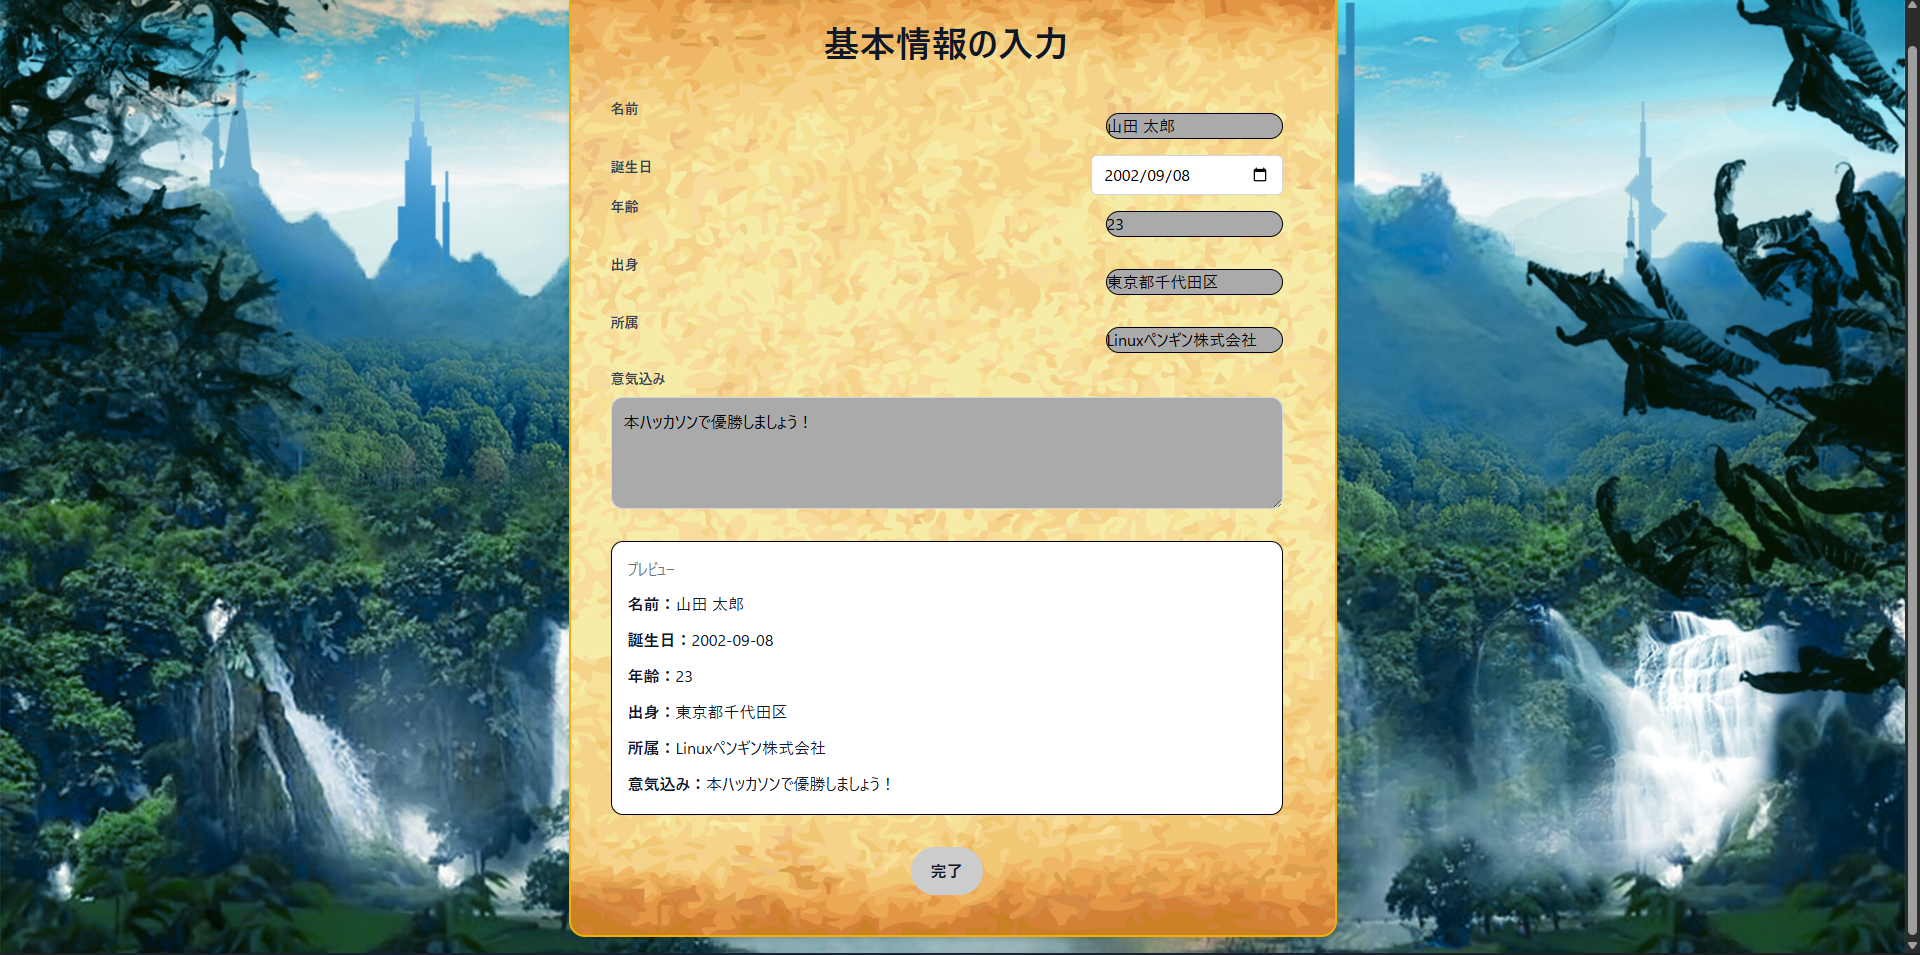 基本情報の入力
名前
山田 太郎
誕生日
2002/09/08
年齢
23
出身
東京都千代田区
所属
Linuxペンギン株式会社
意気込み
本ハッカソンで優勝しましょう！
プレビュー
名前：山田 太郎
誕生日：2002-09-08
年齢：23
出身：東京都千代田区
所属：Linuxペンギン株式会社
意気込み：本ハッカソンで優勝しましょう！
完了